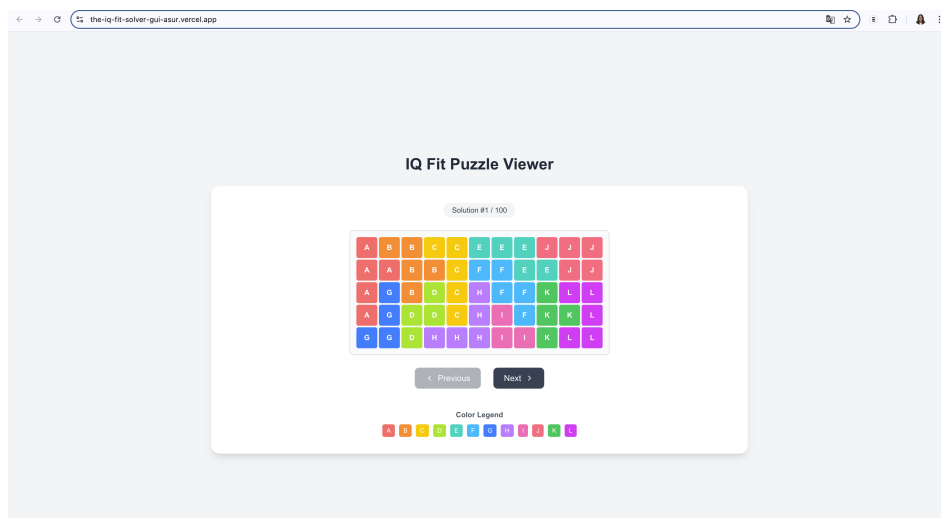 the-iq-fit-solver-gui-asur.vercel.app
IQ Fit Puzzle Viewer
Solution #1 / 100
A B B C C E E E J J J
A A B B C F F E E J J
A G B D C H F F K L L
A G D D C H I F K K L
G G D H H H I I K L L
< Previous Next >
Color Legend
A B C D E F G H I J K L